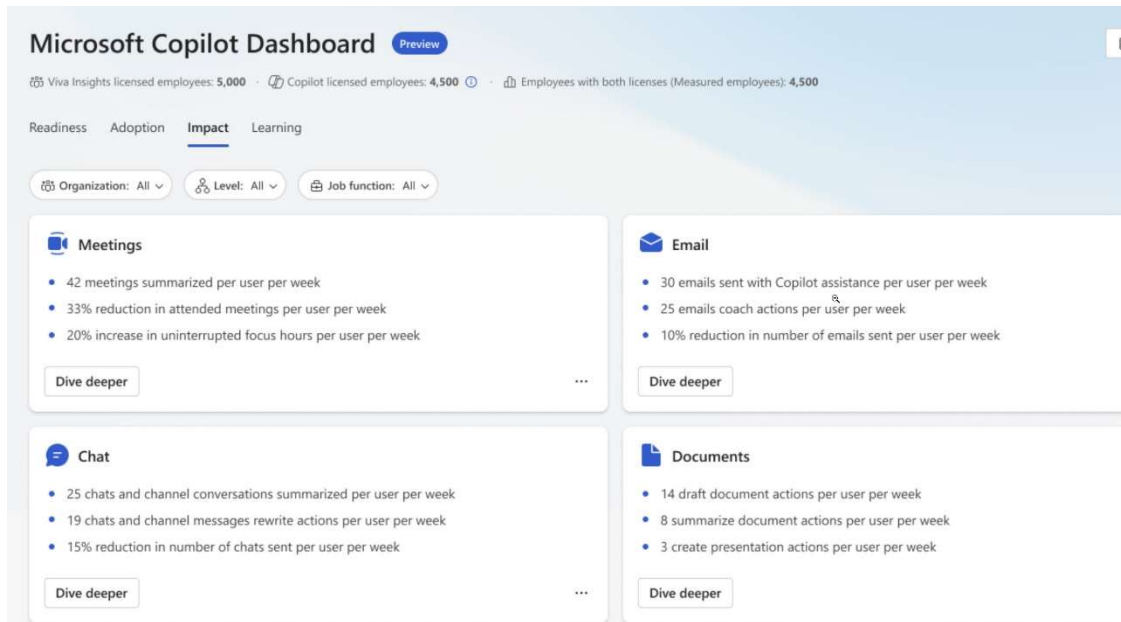 Microsoft Copilot Dashboard Preview
Viva Insights licensed employees: 5,000 · Copilot licensed employees: 4,500 · Employees with both licenses (Measured employees): 4,500
Readiness Adoption Impact Learning
Organization: All Level: All Job function: All
Meetings
• 42 meetings summarized per user per week
• 33% reduction in attended meetings per user per week
• 20% increase in uninterrupted focus hours per user per week
Dive deeper ...
Email
• 30 emails sent with Copilot assistance per user per week
• 25 emails coach actions per user per week
• 10% reduction in number of emails sent per user per week
Dive deeper
Chat
• 25 chats and channel conversations summarized per user per week
• 19 chats and channel messages rewrite actions per user per week
• 15% reduction in number of chats sent per user per week
Dive deeper ...
Documents
• 14 draft document actions per user per week
• 8 summarize document actions per user per week
• 3 create presentation actions per user per week
Dive deeper